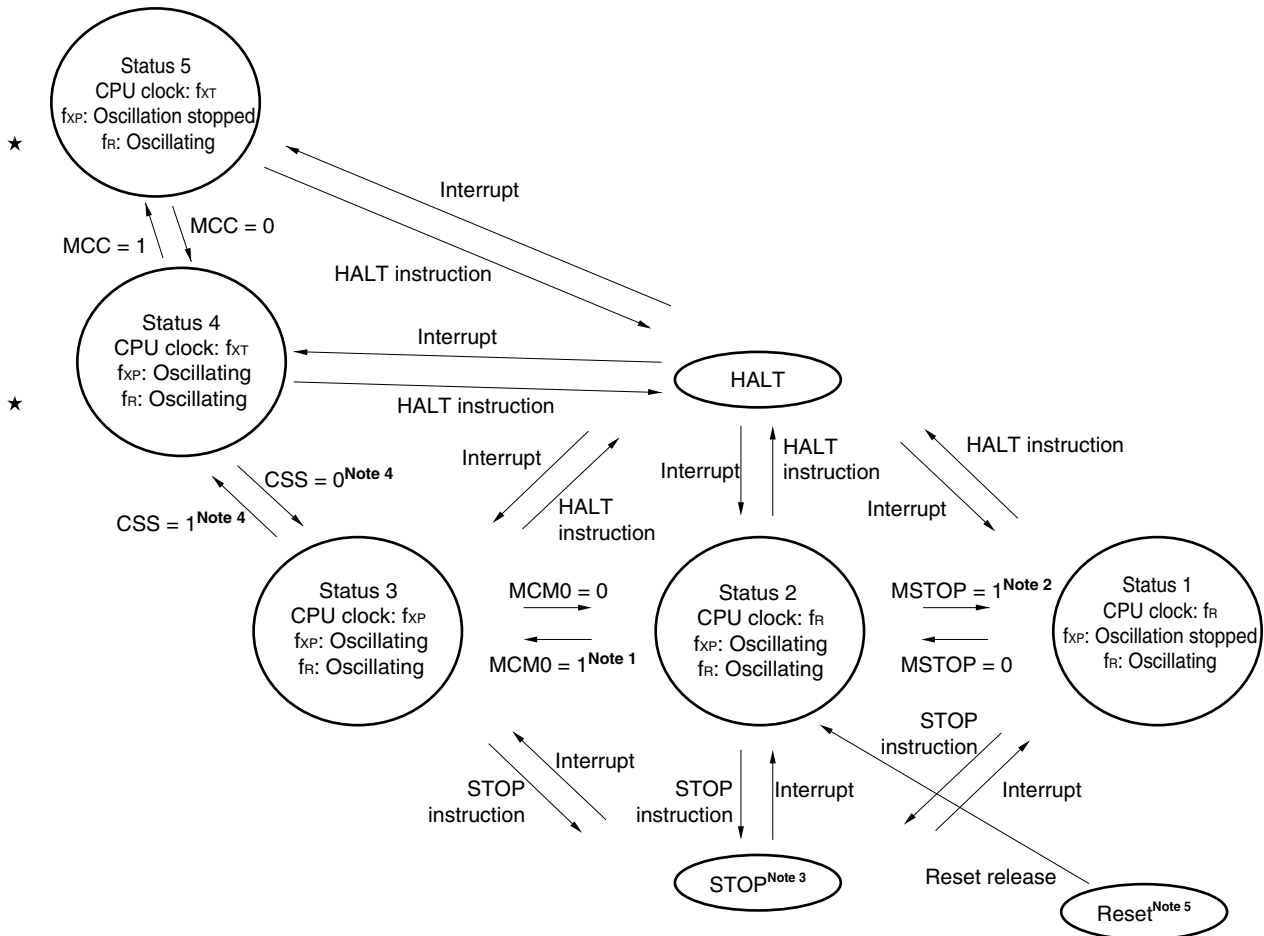 Status 5
CPU clock: fXT
fXP: Oscillation stopped
★
fR: Oscillating
Interrupt
MCC = 0
MCC = 1
HALT instruction
Status 4
CPU clock: fXT
fXP: Oscillating
fR: Oscillating
★
Interrupt
HALT
HALT instruction
Interrupt
HALT
instruction
Interrupt
HALT
instruction
HALT instruction
Interrupt
CSS = 0Note 4
CSS = 1Note 4
Status 3
CPU clock: fXP
fXP: Oscillating
fR: Oscillating
MCM0 = 0
MCM0 = 1Note 1
Status 2
CPU clock: fR
fXP: Oscillating
fR: Oscillating
MSTOP = 1Note 2
MSTOP = 0
Status 1
CPU clock: fR
fXP: Oscillation stopped
fR: Oscillating
Interrupt
STOP
instruction
STOP
instruction
Interrupt
STOP
instruction
Interrupt
STOPNote 3
Reset release
ResetNote 5